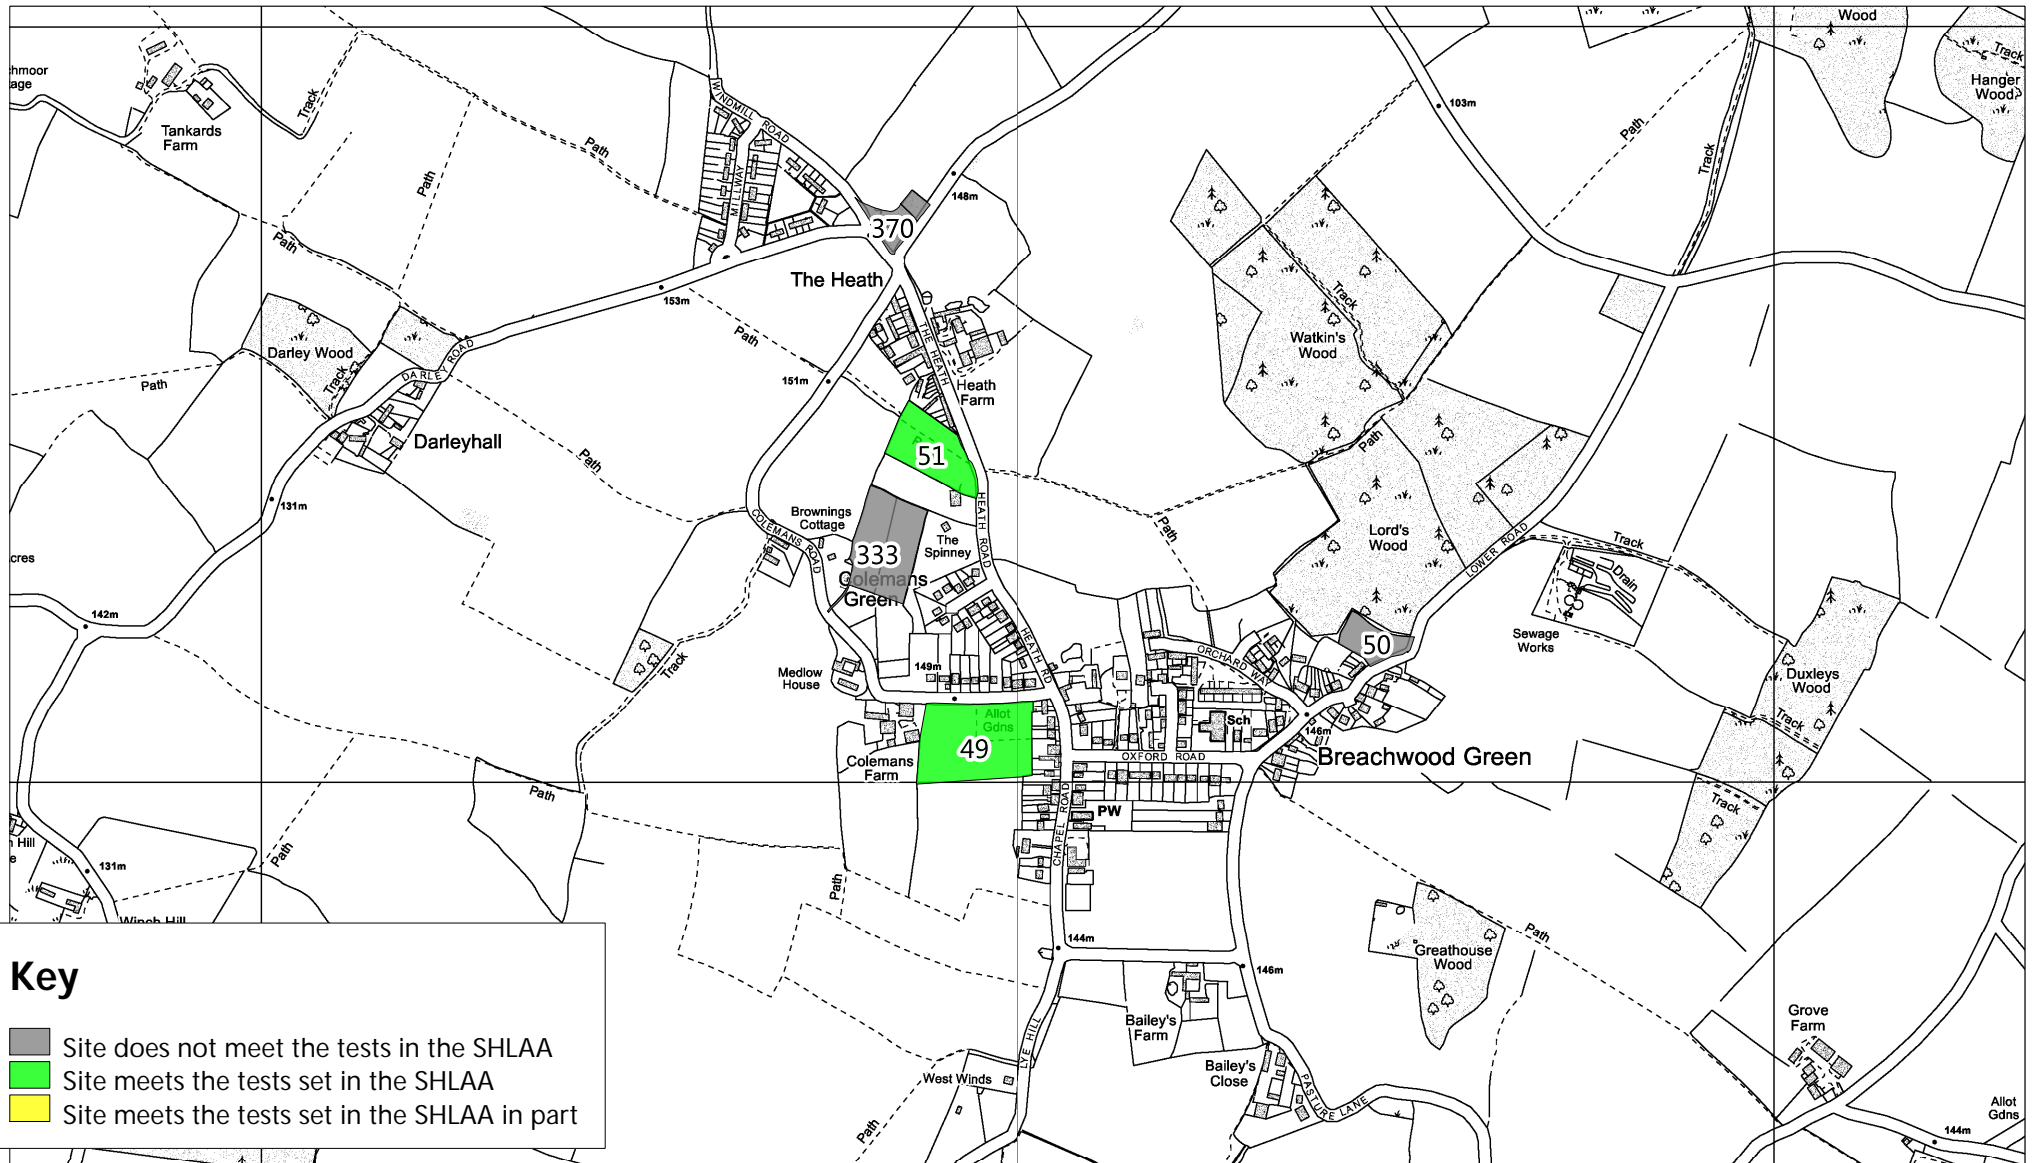 Wood
Track
Hanger
Wood
Tankards
Farm
Track
Path
WINDMILL ROAD
MILLWAY
103m
Path
Track
148m
370
Path
Path
The Heath
153m
Path
151m
THE HEATH
Heath
Farm
Track
Watkin's
Wood
Darley Wood
Track
DARLEY ROAD
Path
Darleyhall
Path
51
Path
131m
Brownings
Cottage
COLEMANS ROAD
HEATH ROAD
The
Spinney
333
Colemans
Green
Path
Lord's
Wood
LOWER ROAD
Track
Drain
Sewage
Works
cres
142m
Track
Medlow
House
149m
HEATH RD
ORCHARD WAY
50
Duxleys
Wood
Track
Track
Allot
Gdns
49
Colemans
Farm
Sch
146m
Breachwood Green
OXFORD ROAD
CHAPEL ROAD
PW
Path
Path
Path
Hill
131m
Winch Hill
144m
146m
Greathouse
Wood
Path
LYE HILL
Bailey's
Farm
Bailey's
Close
PASTURE LANE
West Winds
Path
Grove
Farm
Allot
Gdns
144m
Key
Site does not meet the tests in the SHLAA
Site meets the tests set in the SHLAA
Site meets the tests set in the SHLAA in part